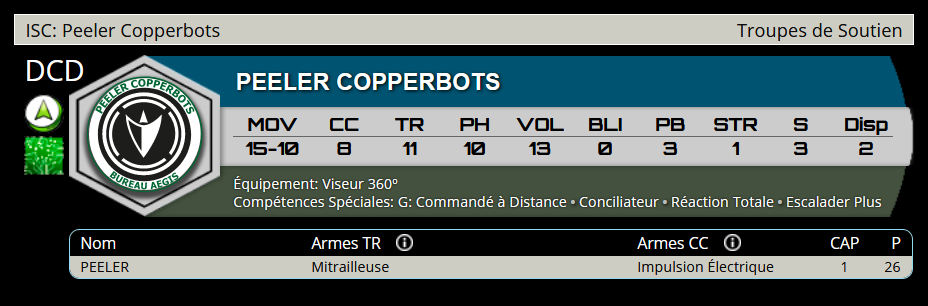 ISC: Peeler Copperbots Troupes de Soutien
DCD
PEELER COPPERBOTS
BUREAU AEGIS
PEELER COPPERBOTS
MOV CC TR PH VOL BLI PB STR S Disp
15-10 8 11 10 13 0 3 1 3 2
Équipement: Viseur 360º
Compétences Spéciales: G: Commandé à Distance • Conciliateur • Réaction Totale • Escalader Plus
Nom Armes TR i Armes CC i CAP P
PEELER Mitrailleuse Impulsion Électrique 1 26